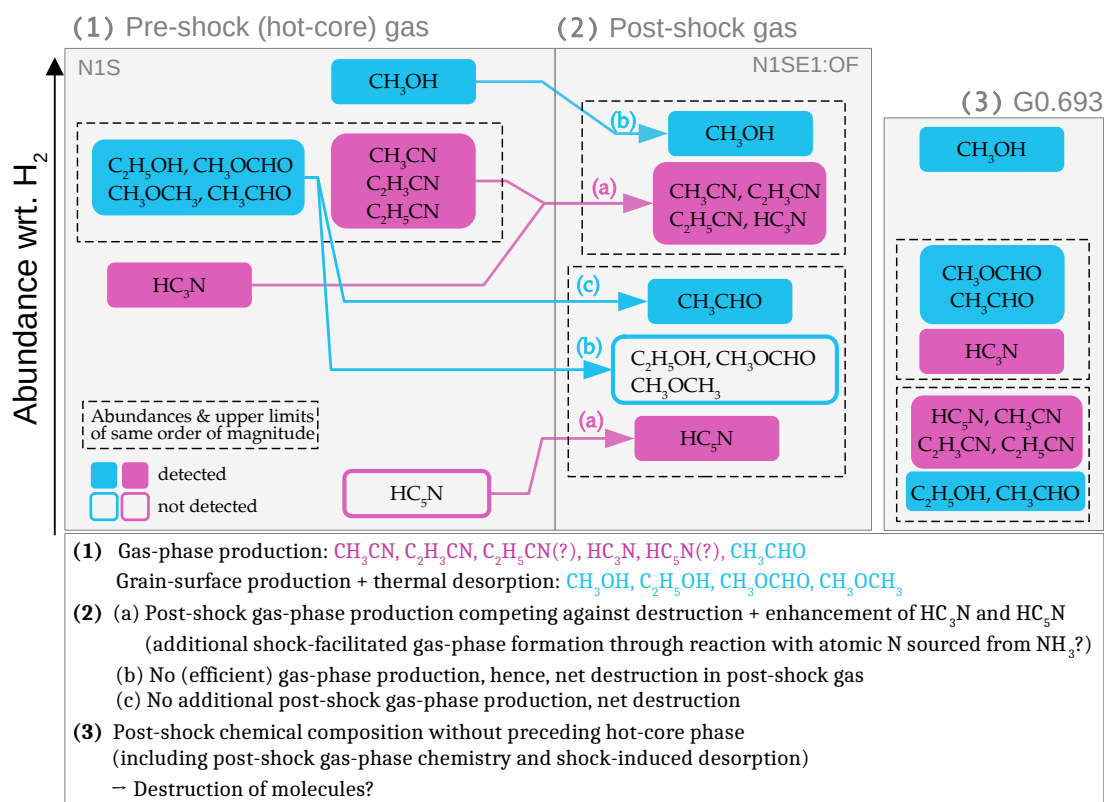 (1) Pre-shock (hot-core) gas
(2) Post-shock gas
(3) G0.693
Abundance wrt. H₂
N1S
CH₃OH
C₂H₅OH, CH₃OCHO
CH₃OCH₃, CH₃CHO
CH₃CN
C₂H₃CN
C₂H₅CN
HC₃N
Abundances & upper limits
of same order of magnitude
detected
not detected
HC₅N
N1SE1:OF
(b)
CH₃OH
(a)
CH₃CN, C₂H₃CN
C₂H₅CN, HC₃N
(c)
CH₃CHO
(b)
C₂H₅OH, CH₃OCHO
CH₃OCH₃
(a)
HC₅N
CH₃OH
CH₃OCHO
CH₃CHO
HC₃N
HC₅N, CH₃CN
C₂H₃CN, C₂H₅CN
C₂H₅OH, CH₃CHO
(1) Gas-phase production: CH₃CN, C₂H₃CN, C₂H₅CN(?), HC₃N, HC₅N(?), CH₃CHO
Grain-surface production + thermal desorption: CH₃OH, C₂H₅OH, CH₃OCHO, CH₃OCH₃
(2) (a) Post-shock gas-phase production competing against destruction + enhancement of HC₃N and HC₅N
(additional shock-facilitated gas-phase formation through reaction with atomic N sourced from NH₃?)
(b) No (efficient) gas-phase production, hence, net destruction in post-shock gas
(c) No additional post-shock gas-phase production, net destruction
(3) Post-shock chemical composition without preceding hot-core phase
(including post-shock gas-phase chemistry and shock-induced desorption)
→ Destruction of molecules?